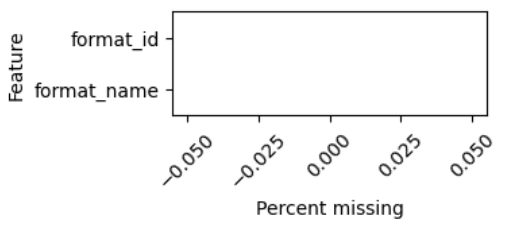 Feature
format_id
format_name
−0.050
−0.025
0.000
0.025
0.050
Percent missing